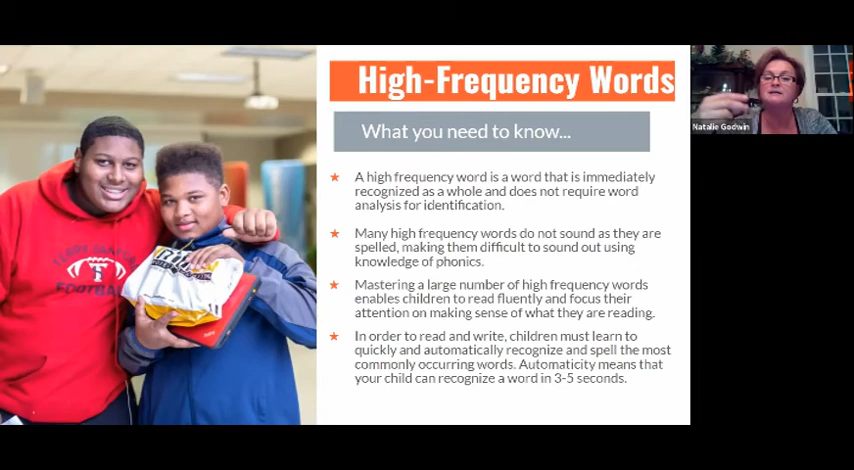 High-Frequency Words
What you need to know...
★ A high frequency word is a word that is immediately
recognized as a whole and does not require word
analysis for identification.
★ Many high frequency words do not sound as they are
spelled, making them difficult to sound out using
knowledge of phonics.
★ Mastering a large number of high frequency words
enables children to read fluently and focus their
attention on making sense of what they are reading.
★ In order to read and write, children must learn to
quickly and automatically recognize and spell the most
commonly occurring words. Automaticity means that
your child can recognize a word in 3-5 seconds.
Natalie Godwin
TERRY
FOOTBALL